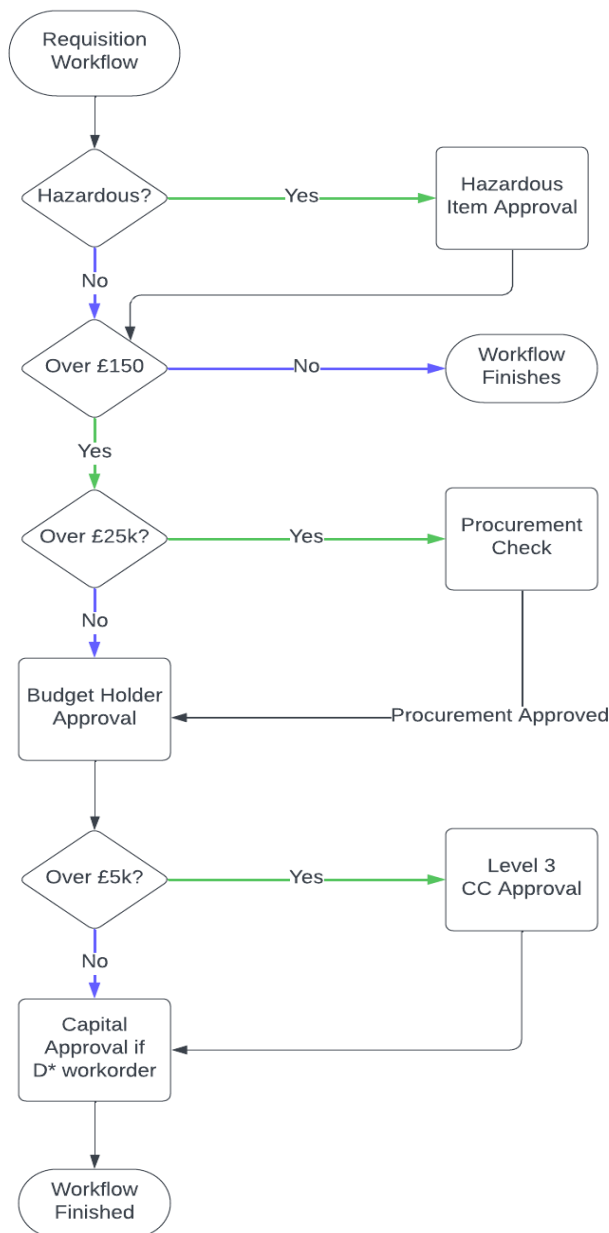 Requisition
Workflow
Hazardous?
Yes
Hazardous
Item Approval
No
Over £150
No
Workflow
Finishes
Yes
Over £25k?
Yes
Procurement
Check
No
Budget Holder
Approval
Procurement Approved
Over £5k?
Yes
Level 3
CC Approval
No
Capital
Approval if
D* workorder
Workflow
Finished